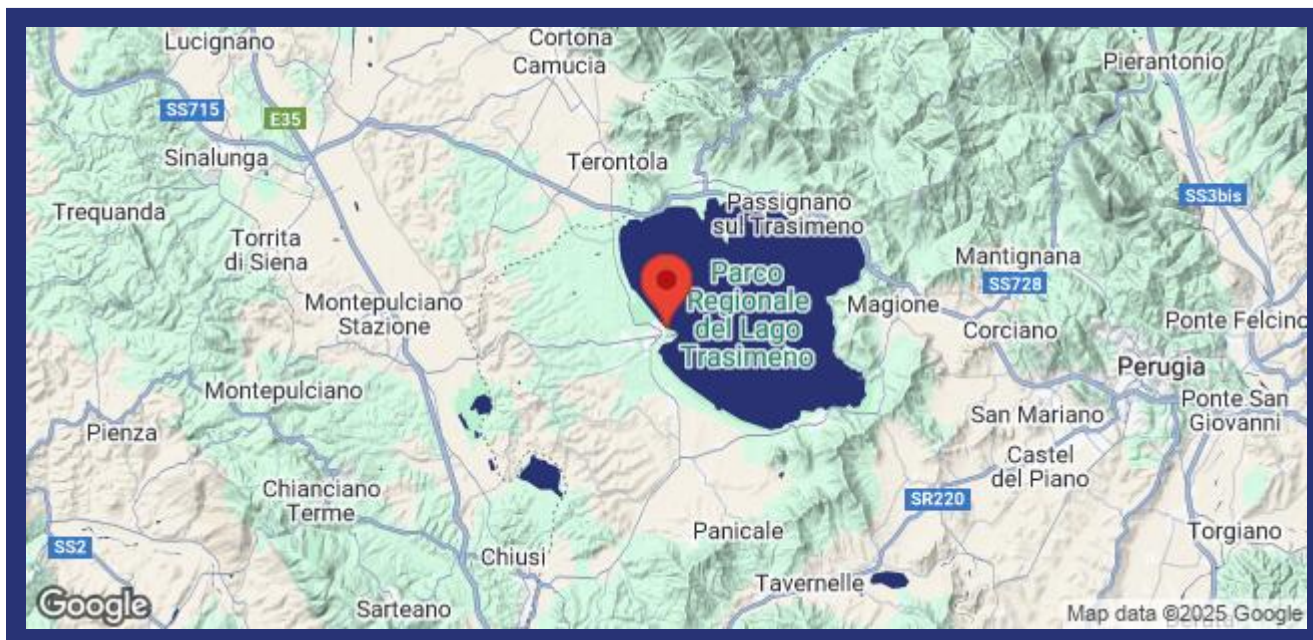 Lucignano
Cortona
Camucia
Pierantonio
SS715
E35
Sinalunga
Terontola
SS3bis
Trequanda
Passignano
sul Trasimeno
Torrita
di Siena
Mantignana
Parco
Regionale
del Lago
Trasimeno
SS728
Montepulciano
Stazione
Magione
Corciano
Ponte Felcino
Perugia
Montepulciano
Ponte San
Giovanni
San Mariano
Pienza
Castel
del Piano
Chianciano
Terme
SR220
Panicale
Torgiano
SS2
Chiusi
Tavernelle
Sarteano
Google
Map data ©2025 Google